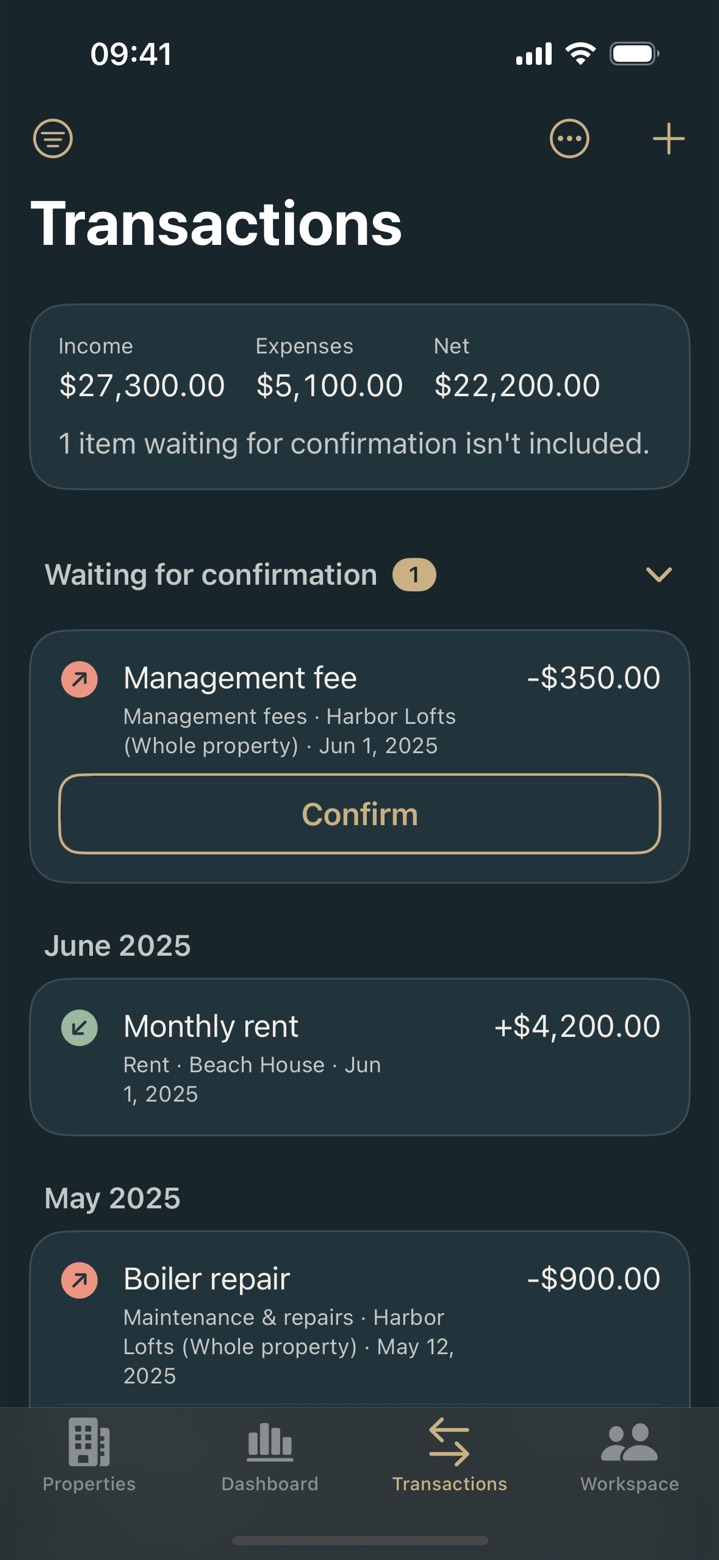 09:41
Transactions
Income Expenses Net
$27,300.00 $5,100.00 $22,200.00
1 item waiting for confirmation isn't included.
Waiting for confirmation 1
Management fee -$350.00
Management fees · Harbor Lofts
(Whole property) · Jun 1, 2025
Confirm
June 2025
Monthly rent +$4,200.00
Rent · Beach House · Jun
1, 2025
May 2025
Boiler repair -$900.00
Maintenance & repairs · Harbor
Lofts (Whole property) · May 12,
2025
Properties Dashboard Transactions Workspace